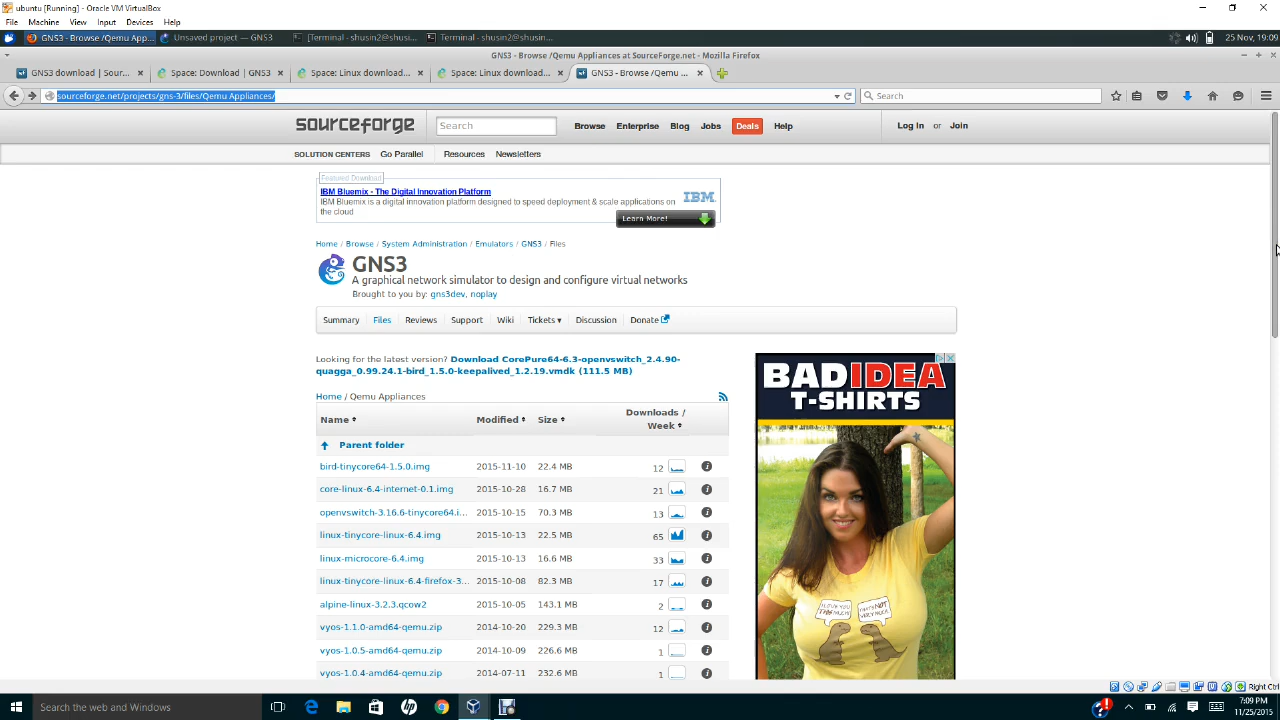 ubuntu [Running] - Oracle VM VirtualBox
File Machine View Input Devices Help
GNS3 - Browse /Qemu App... Unsaved project — GNS3 [Terminal - shusin2@shusi... Terminal - shusin2@shusin... 25 Nov, 19:09
GNS3 - Browse /Qemu Appliances at SourceForge.net - Mozilla Firefox
GNS3 download | Sour... Space: Download | GNS3 Space: Linux download... Space: Linux download... GNS3 - Browse /Qemu ...
sourceforge.net/projects/gns-3/files/Qemu Appliances/ Search
sourceforge Search Browse Enterprise Blog Jobs Deals Help Log In or Join
SOLUTION CENTERS Go Parallel Resources Newsletters
Featured Download
IBM Bluemix - The Digital Innovation Platform
IBM Bluemix is a digital innovation platform designed to speed deployment & scale applications on
the cloud
IBM
Learn More!
Home / Browse / System Administration / Emulators / GNS3 / Files
GNS3
A graphical network simulator to design and configure virtual networks
Brought to you by: gns3dev, noplay
Summary Files Reviews Support Wiki Tickets ▾ Discussion Donate
Looking for the latest version? Download CorePure64-6.3-openvswitch_2.4.90-
quagga_0.99.24.1-bird_1.5.0-keepalived_1.2.19.vmdk (111.5 MB)
Home / Qemu Appliances
Name Modified Size Downloads /
Week
Parent folder
bird-tinycore64-1.5.0.img 2015-11-10 22.4 MB 12
core-linux-6.4-internet-0.1.img 2015-10-28 16.7 MB 21
openvswitch-3.16.6-tinycore64.i... 2015-10-15 70.3 MB 13
linux-tinycore-linux-6.4.img 2015-10-13 22.5 MB 65
linux-microcore-6.4.img 2015-10-13 16.6 MB 33
linux-tinycore-linux-6.4-firefox-3... 2015-10-08 82.3 MB 17
alpine-linux-3.2.3.qcow2 2015-10-05 143.1 MB 2
vyos-1.1.0-amd64-qemu.zip 2014-10-20 229.3 MB 12
vyos-1.0.5-amd64-qemu.zip 2014-10-09 226.6 MB 1
vyos-1.0.4-amd64-qemu.zip 2014-07-11 232.6 MB 1
BAD IDEA
T-SHIRTS
Right Ctrl
Search the web and Windows
7:09 PM
11/25/2015